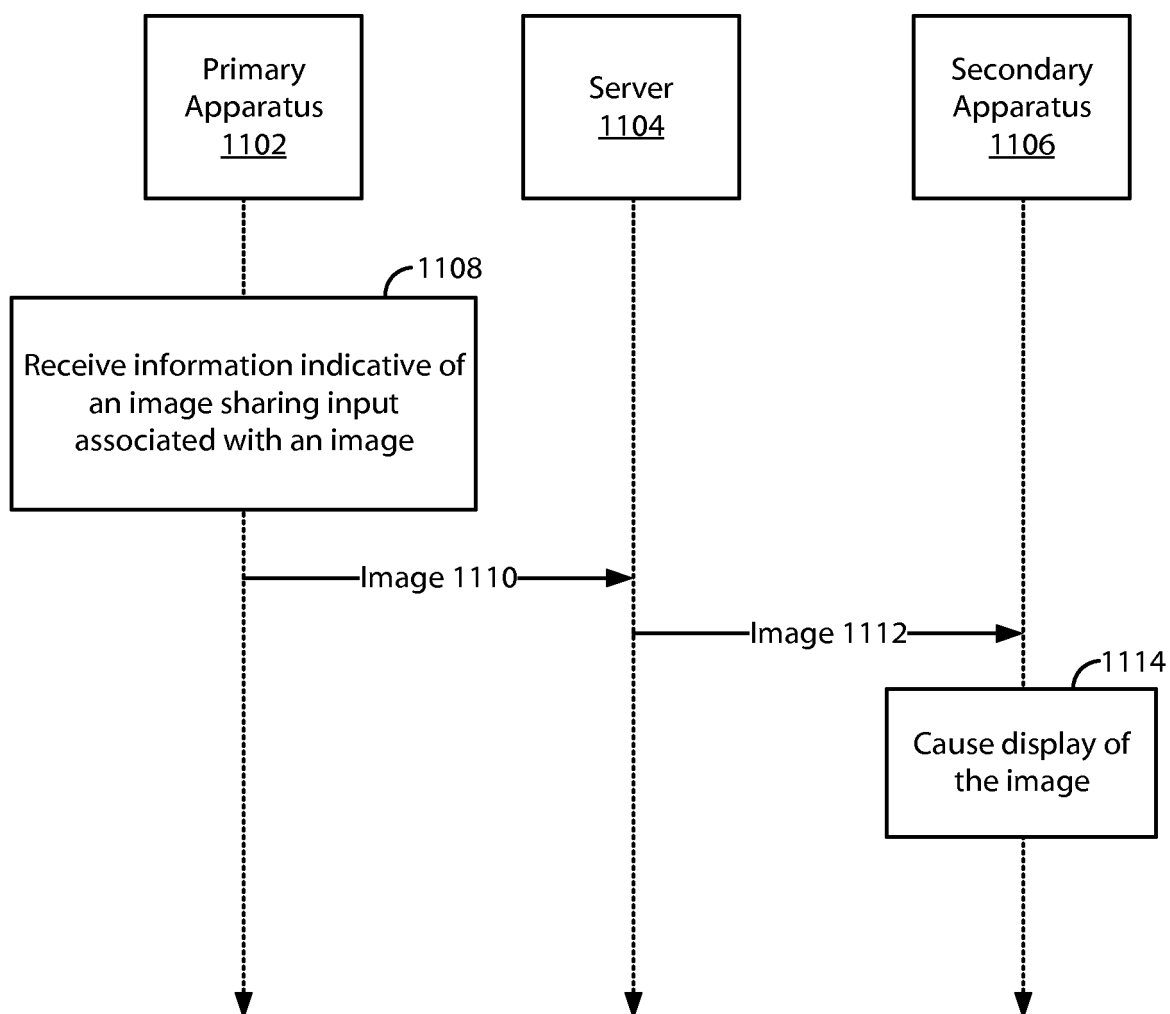 Primary
Apparatus
1102
Server
1104
Secondary
Apparatus
1106
1108
Receive information indicative of
an image sharing input
associated with an image
Image 1110
Image 1112
1114
Cause display of
the image